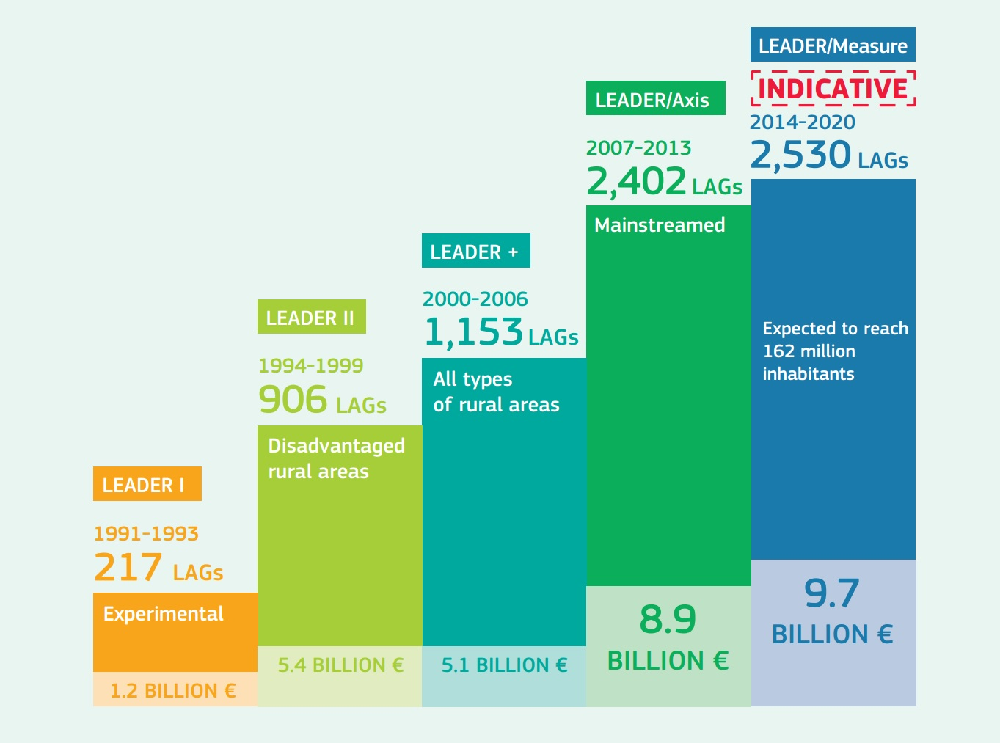 LEADER I
1991-1993
217 LAGs
Experimental
1.2 BILLION €
LEADER II
1994-1999
906 LAGs
Disadvantaged
rural areas
5.4 BILLION €
LEADER +
2000-2006
1,153 LAGs
All types
of rural areas
5.1 BILLION €
LEADER/Axis
2007-2013
2,402 LAGs
Mainstreamed
8.9
BILLION €
LEADER/Measure
INDICATIVE
2014-2020
2,530 LAGs
Expected to reach
162 million
inhabitants
9.7
BILLION €